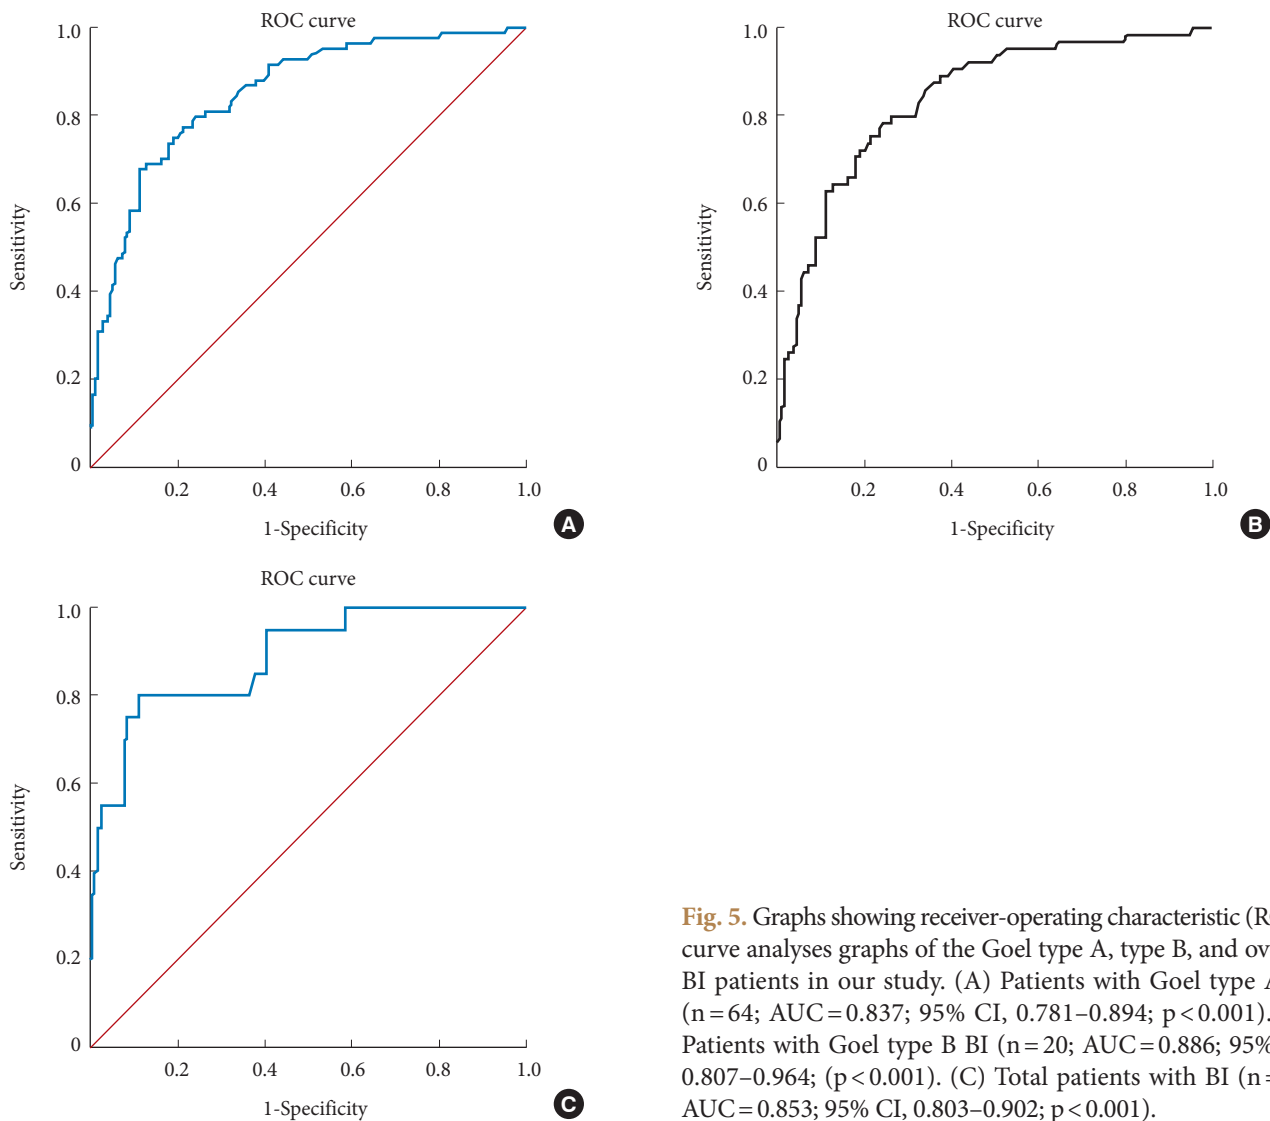 ROC curve
1.0
0.8
0.6
0.4
0.2
0
Sensitivity
0.2 0.4 0.6 0.8 1.0
1-Specificity
A
ROC curve
1.0
0.8
0.6
0.4
0.2
0
Sensitivity
0.2 0.4 0.6 0.8 1.0
1-Specificity
B
ROC curve
1.0
0.8
0.6
0.4
0.2
0
Sensitivity
0.2 0.4 0.6 0.8 1.0
1-Specificity
C
Fig. 5. Graphs showing receiver-operating characteristic
curve analyses graphs of the Goel type A, type B, and
BI patients in our study. (A) Patients with Goel type
(n=64; AUC=0.837; 95% CI, 0.781–0.894; p<0.001).
Patients with Goel type B BI (n=20; AUC=0.886; 95%
0.807–0.964; (p<0.001). (C) Total patients with BI (n=
AUC=0.853; 95% CI, 0.803–0.902; p<0.001).